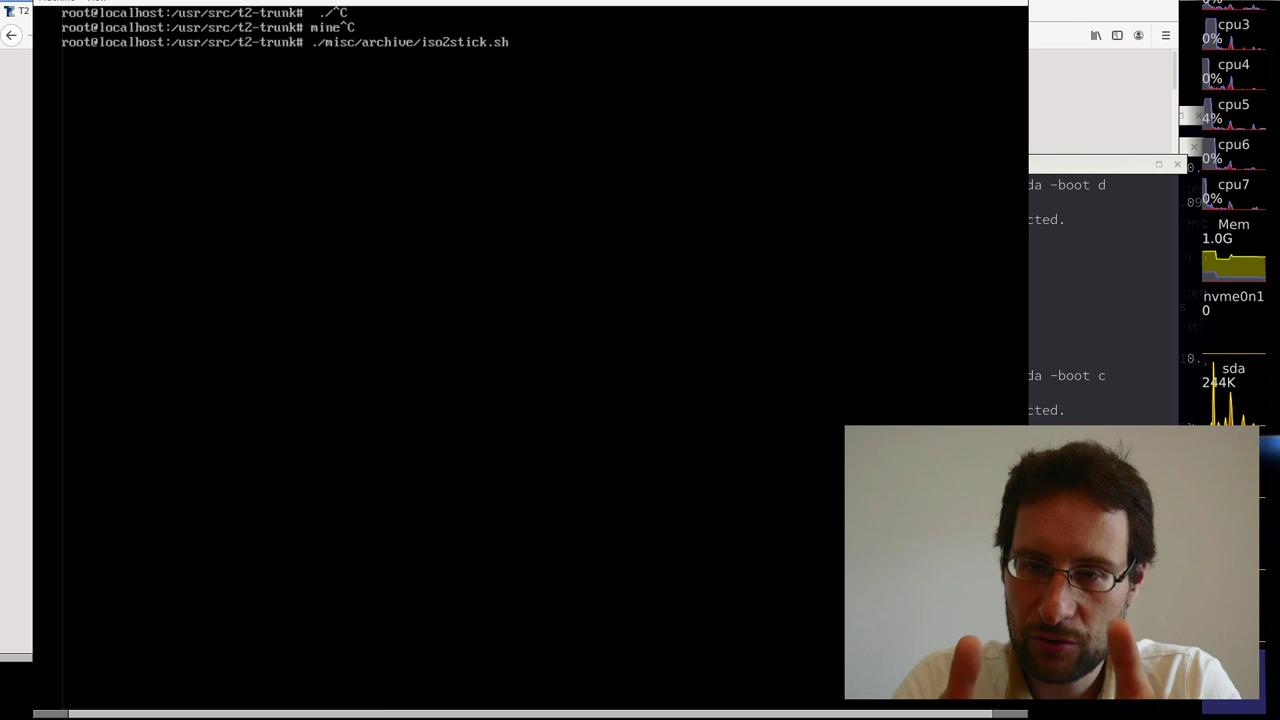 T2
root@localhost:/usr/src/t2-trunk# ./^C
root@localhost:/usr/src/t2-trunk# mine^C
root@localhost:/usr/src/t2-trunk# ./misc/archive/iso2stick.sh
da -boot d
cted.
da -boot c
cted.
0%
cpu3
0%
cpu4
0%
cpu5
4%
cpu6
0%
cpu7
0%
Mem
1.0G
nvme0n1
0
sda
244K